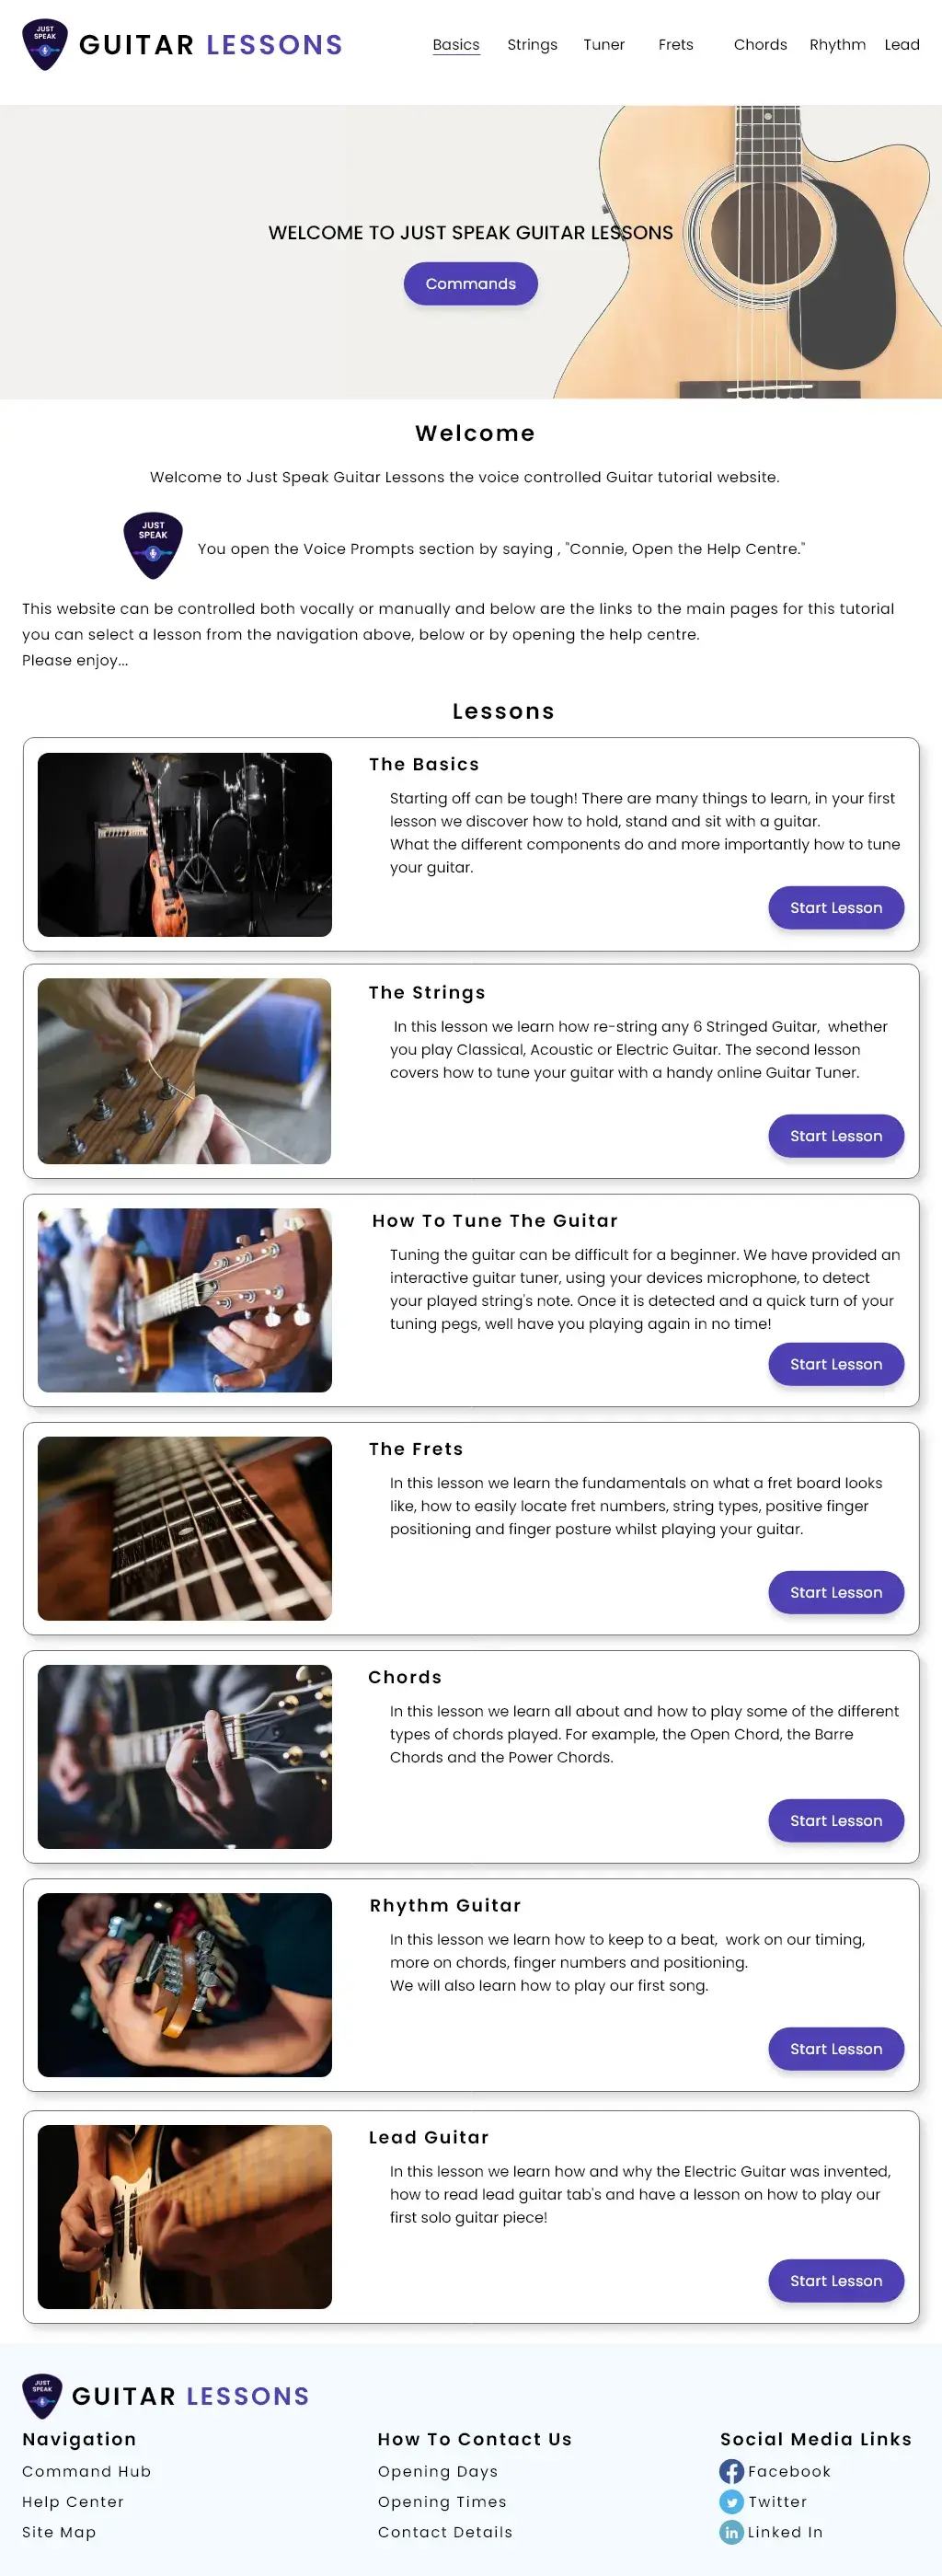 JUST
SPEAK
GUITAR LESSONS
Basics Strings Tuner Frets Chords Rhythm Lead
WELCOME TO JUST SPEAK GUITAR LESSONS
Commands
Welcome
Welcome to Just Speak Guitar Lessons the voice controlled Guitar tutorial website.
JUST
SPEAK
You open the Voice Prompts section by saying , "Connie, Open the Help Centre."
This website can be controlled both vocally or manually and below are the links to the main pages for this tutorial
you can select a lesson from the navigation above, below or by opening the help centre.
Please enjoy...
Lessons
The Basics
Starting off can be tough! There are many things to learn, in your first
lesson we discover how to hold, stand and sit with a guitar.
What the different components do and more importantly how to tune
your guitar.
Start Lesson
The Strings
In this lesson we learn how re-string any 6 Stringed Guitar, whether
you play Classical, Acoustic or Electric Guitar. The second lesson
covers how to tune your guitar with a handy online Guitar Tuner.
Start Lesson
How To Tune The Guitar
Tuning the guitar can be difficult for a beginner. We have provided an
interactive guitar tuner, using your devices microphone, to detect
your played string's note. Once it is detected and a quick turn of your
tuning pegs, well have you playing again in no time!
Start Lesson
The Frets
In this lesson we learn the fundamentals on what a fret board looks
like, how to easily locate fret numbers, string types, positive finger
positioning and finger posture whilst playing your guitar.
Start Lesson
Chords
In this lesson we learn all about and how to play some of the different
types of chords played. For example, the Open Chord, the Barre
Chords and the Power Chords.
Start Lesson
Rhythm Guitar
In this lesson we learn how to keep to a beat, work on our timing,
more on chords, finger numbers and positioning.
We will also learn how to play our first song.
Start Lesson
Lead Guitar
In this lesson we learn how and why the Electric Guitar was invented,
how to read lead guitar tab's and have a lesson on how to play our
first solo guitar piece!
Start Lesson
JUST
SPEAK
GUITAR LESSONS
Navigation
Command Hub
Help Center
Site Map
How To Contact Us
Opening Days
Opening Times
Contact Details
Social Media Links
Facebook
Twitter
Linked In